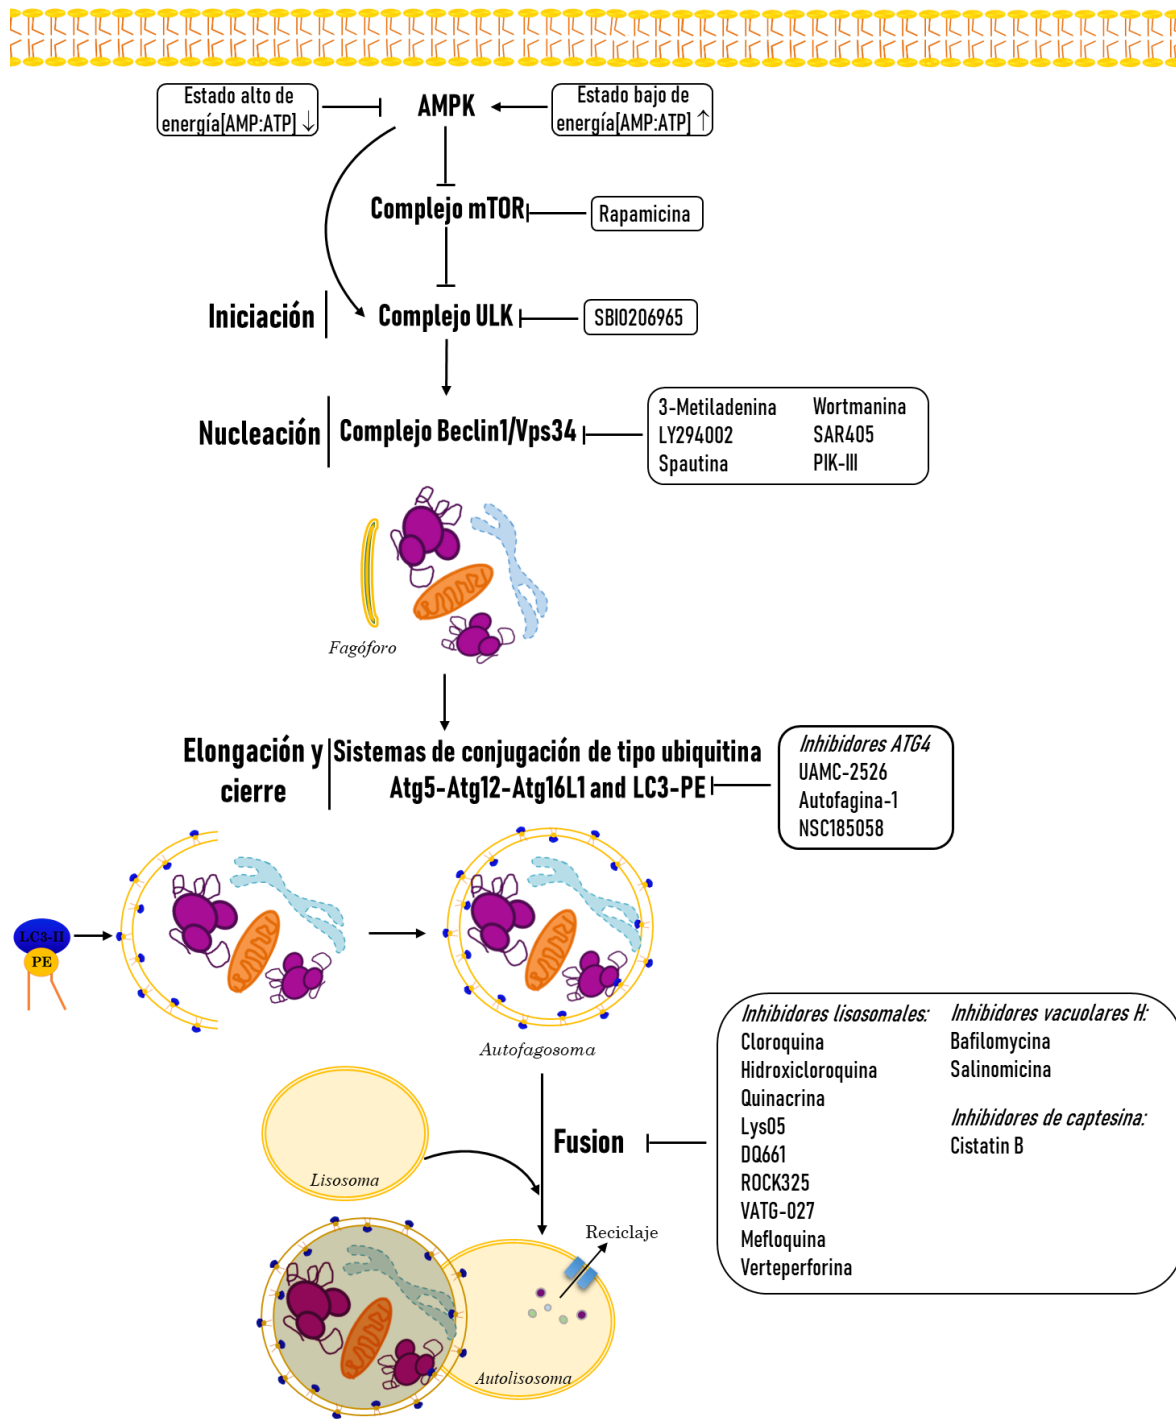 Estado alto de
energía[AMP:ATP] ↓
AMPK
Estado bajo de
energía[AMP:ATP] ↑
Complejo mTOR
Rapamicina
Iniciación
Complejo ULK
SBI0206965
Nucleación
Complejo Beclin1/Vps34
3-Metiladenina
LY294002
Spautina
Wortmanina
SAR405
PIK-III
Fagóforo
Elongación y
cierre
Sistemas de conjugación de tipo ubiquitina
Atg5-Atg12-Atg16L1 and LC3-PE
Inhibidores ATG4
UAMC-2526
Autofagina-1
NSC185058
LC3-II
PE
Autofagosoma
Lisosoma
Fusion
Inhibidores lisosomales:
Cloroquina
Hidroxicloroquina
Quinacrina
Lys05
DQ661
ROCK325
VATG-027
Mefloquina
Verteperforina
Inhibidores vacuolares H:
Bafilomycina
Salinomicina
Inhibidores de captesina:
Cistatin B
Reciclaje
Autolisosoma